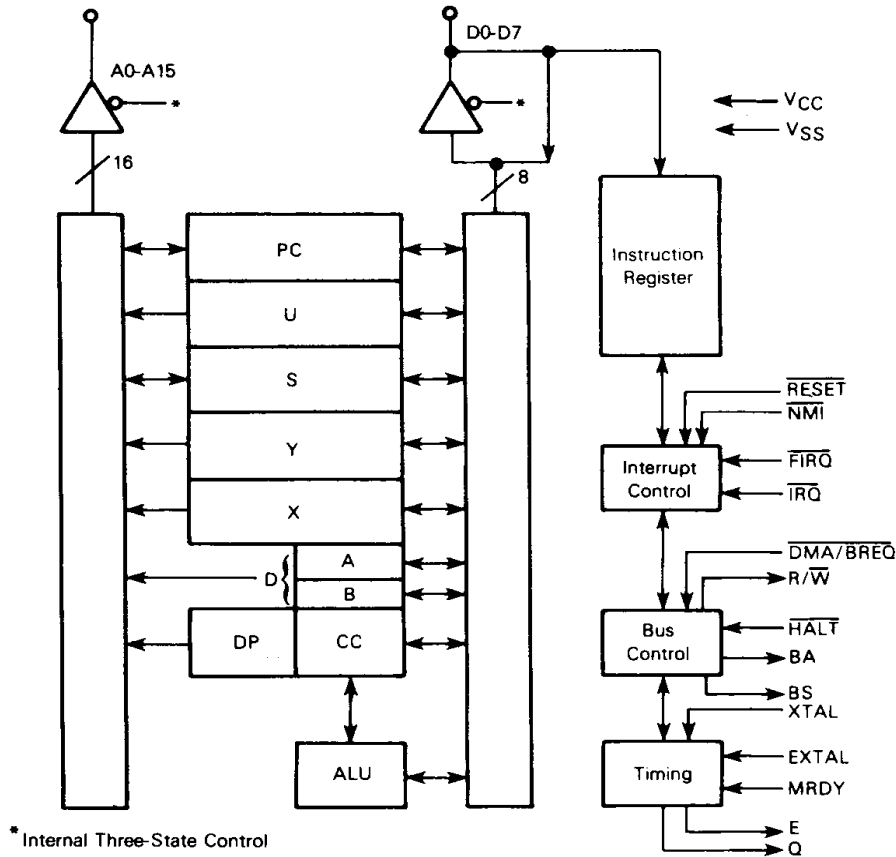 D0-D7
A0-A15
*
*
VCC
VSS
16
8
PC
U
S
Y
X
D {
A
B
DP
CC
ALU
Instruction
Register
RESET
NMI
FIRQ
IRQ
Interrupt
Control
DMA/BREQ
R/W
HALT
BA
BS
Bus
Control
XTAL
EXTAL
MRDY
Timing
E
Q
*Internal Three-State Control